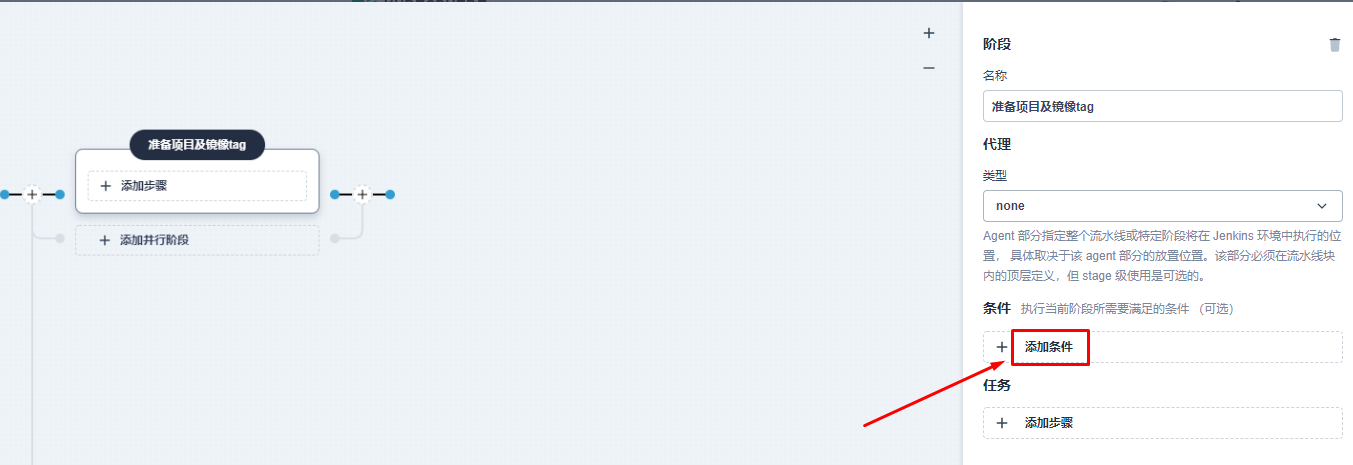 准备项目及镜像tag
添加步骤
添加并行阶段
阶段
名称
准备项目及镜像tag
代理
类型
none
Agent 部分指定整个流水线或特定阶段将在 Jenkins 环境中执行的位
置， 具体取决于该 agent 部分的放置位置。该部分必须在流水线块
内的顶层定义，但 stage 级使用是可选的。
条件 执行当前阶段所需要满足的条件 （可选）
添加条件
任务
添加步骤